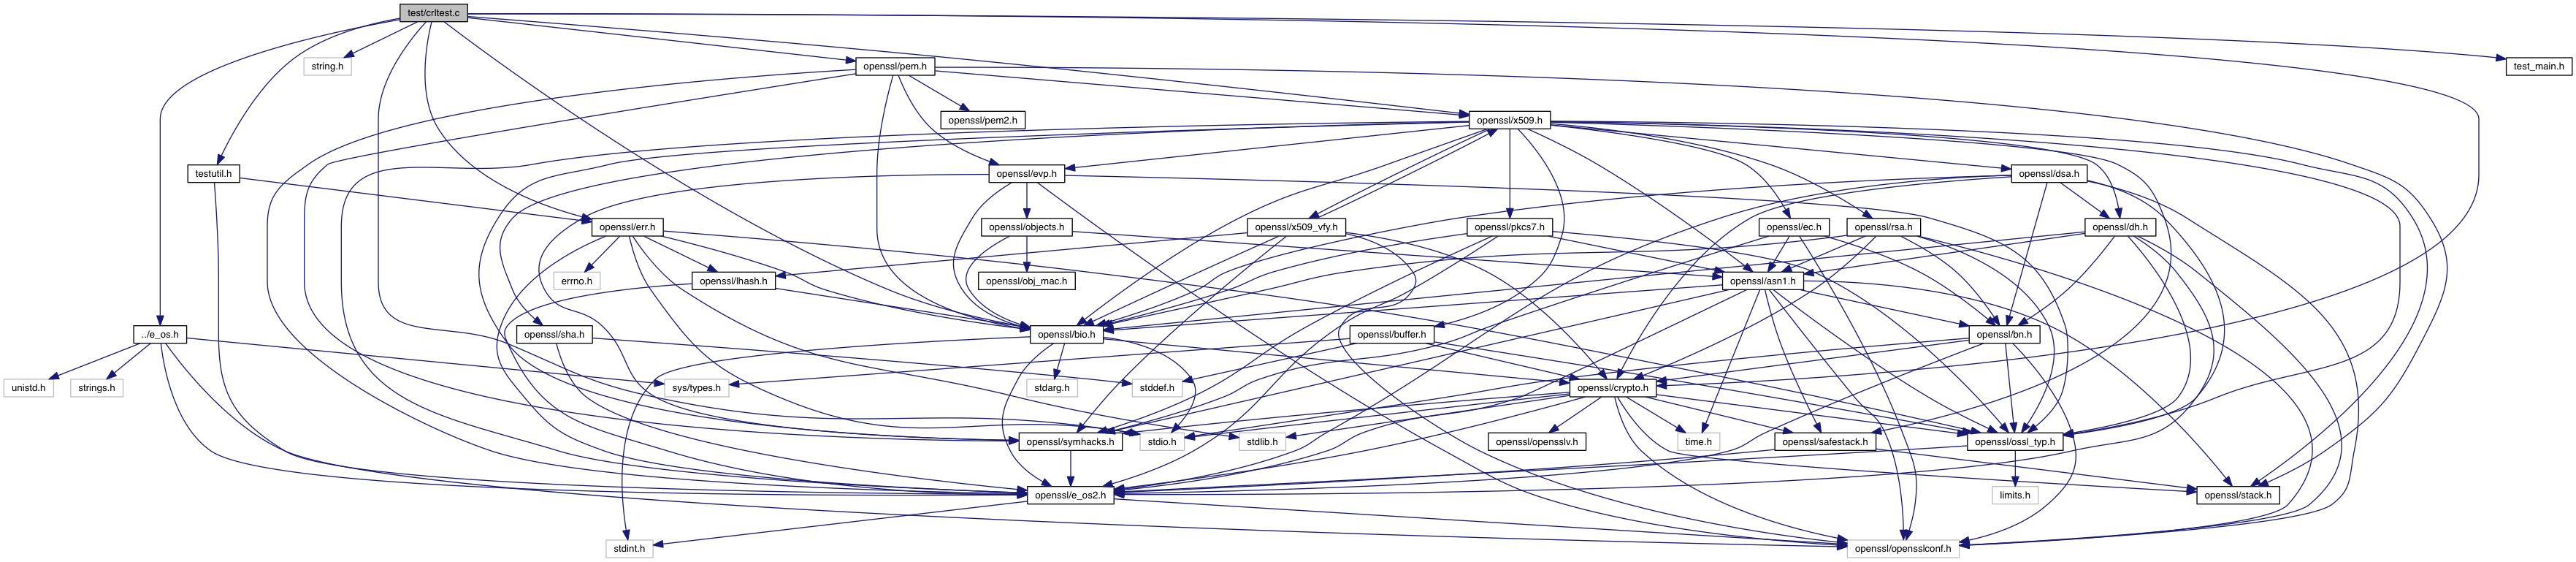 test/crltest.c
string.h
openssl/pem.h
test_main.h
openssl/pem2.h
openssl/x509.h
testutil.h
openssl/evp.h
openssl/dsa.h
openssl/err.h
openssl/objects.h
openssl/x509_vfy.h
openssl/pkcs7.h
openssl/ec.h
openssl/rsa.h
openssl/dh.h
errno.h
openssl/lhash.h
openssl/obj_mac.h
openssl/asn1.h
../e_os.h
openssl/sha.h
openssl/bio.h
openssl/buffer.h
openssl/bn.h
unistd.h
strings.h
sys/types.h
stdarg.h
stddef.h
openssl/crypto.h
openssl/symhacks.h
stdio.h
stdlib.h
openssl/opensslv.h
time.h
openssl/safestack.h
openssl/ossl_typ.h
openssl/e_os2.h
limits.h
openssl/stack.h
stdint.h
openssl/opensslconf.h